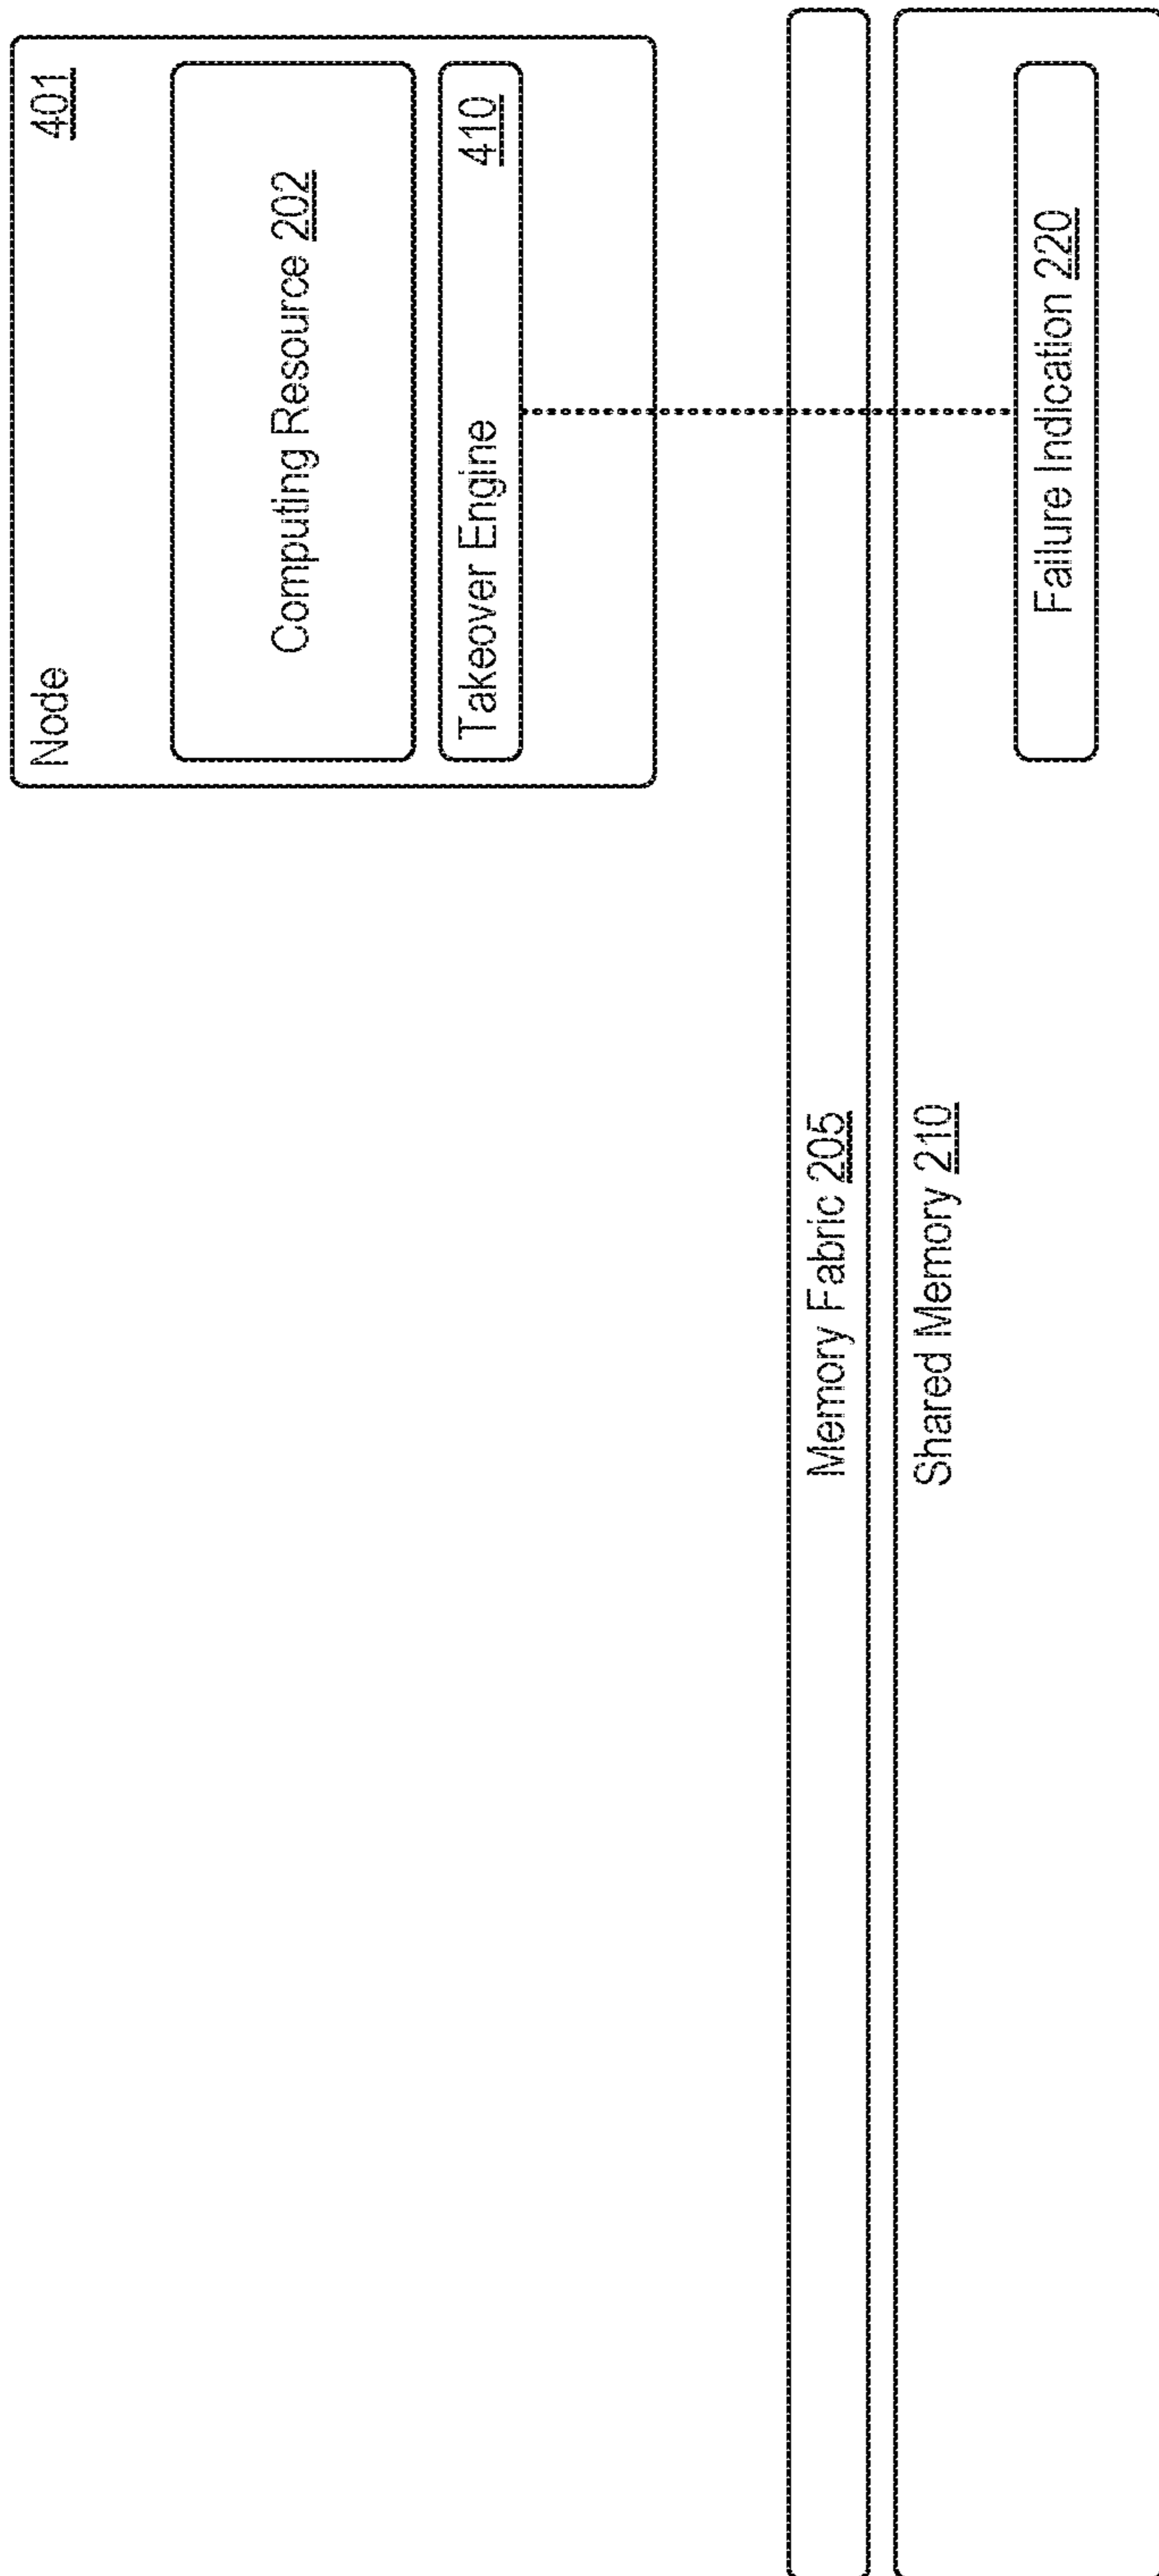 Node 401
Computing Resource 202
Takeover Engine 410
Memory Fabric 205
Shared Memory 210
Failure Indication 220